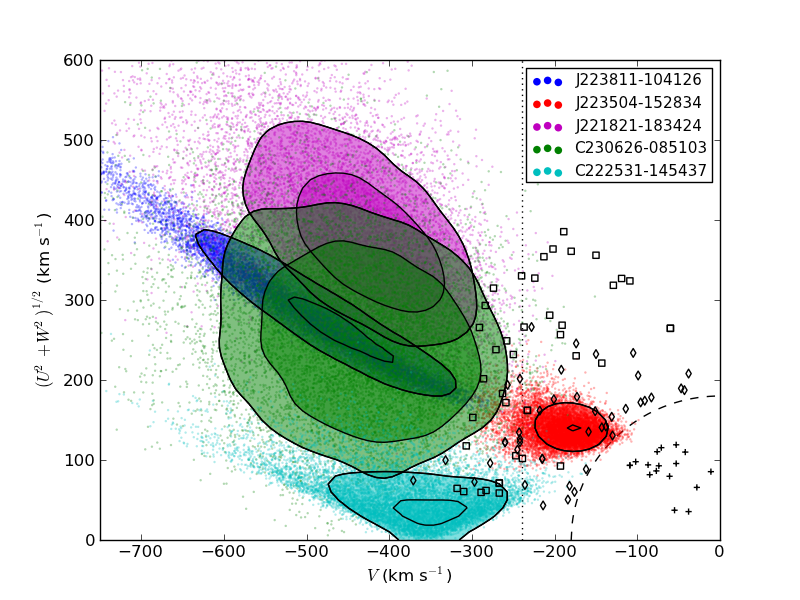 600
500
400
300
200
100
0
(U² + W²)^{1/2} (km s⁻¹)
J223811-104126
J223504-152834
J221821-183424
C230626-085103
C222531-145437
−700 −600 −500 −400 −300 −200 −100 0
V (km s⁻¹)